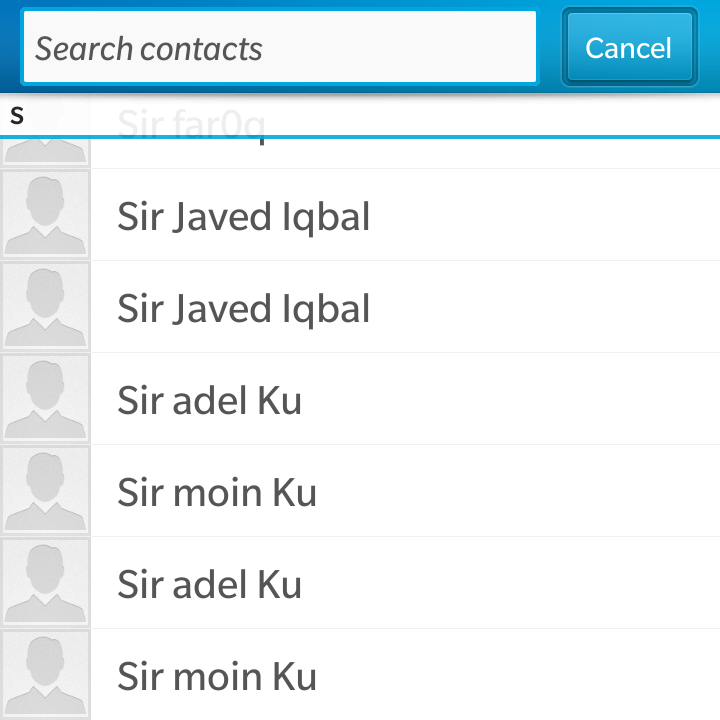 Search contacts
Cancel
S
Sir far0q
Sir Javed Iqbal
Sir Javed Iqbal
Sir adel Ku
Sir moin Ku
Sir adel Ku
Sir moin Ku